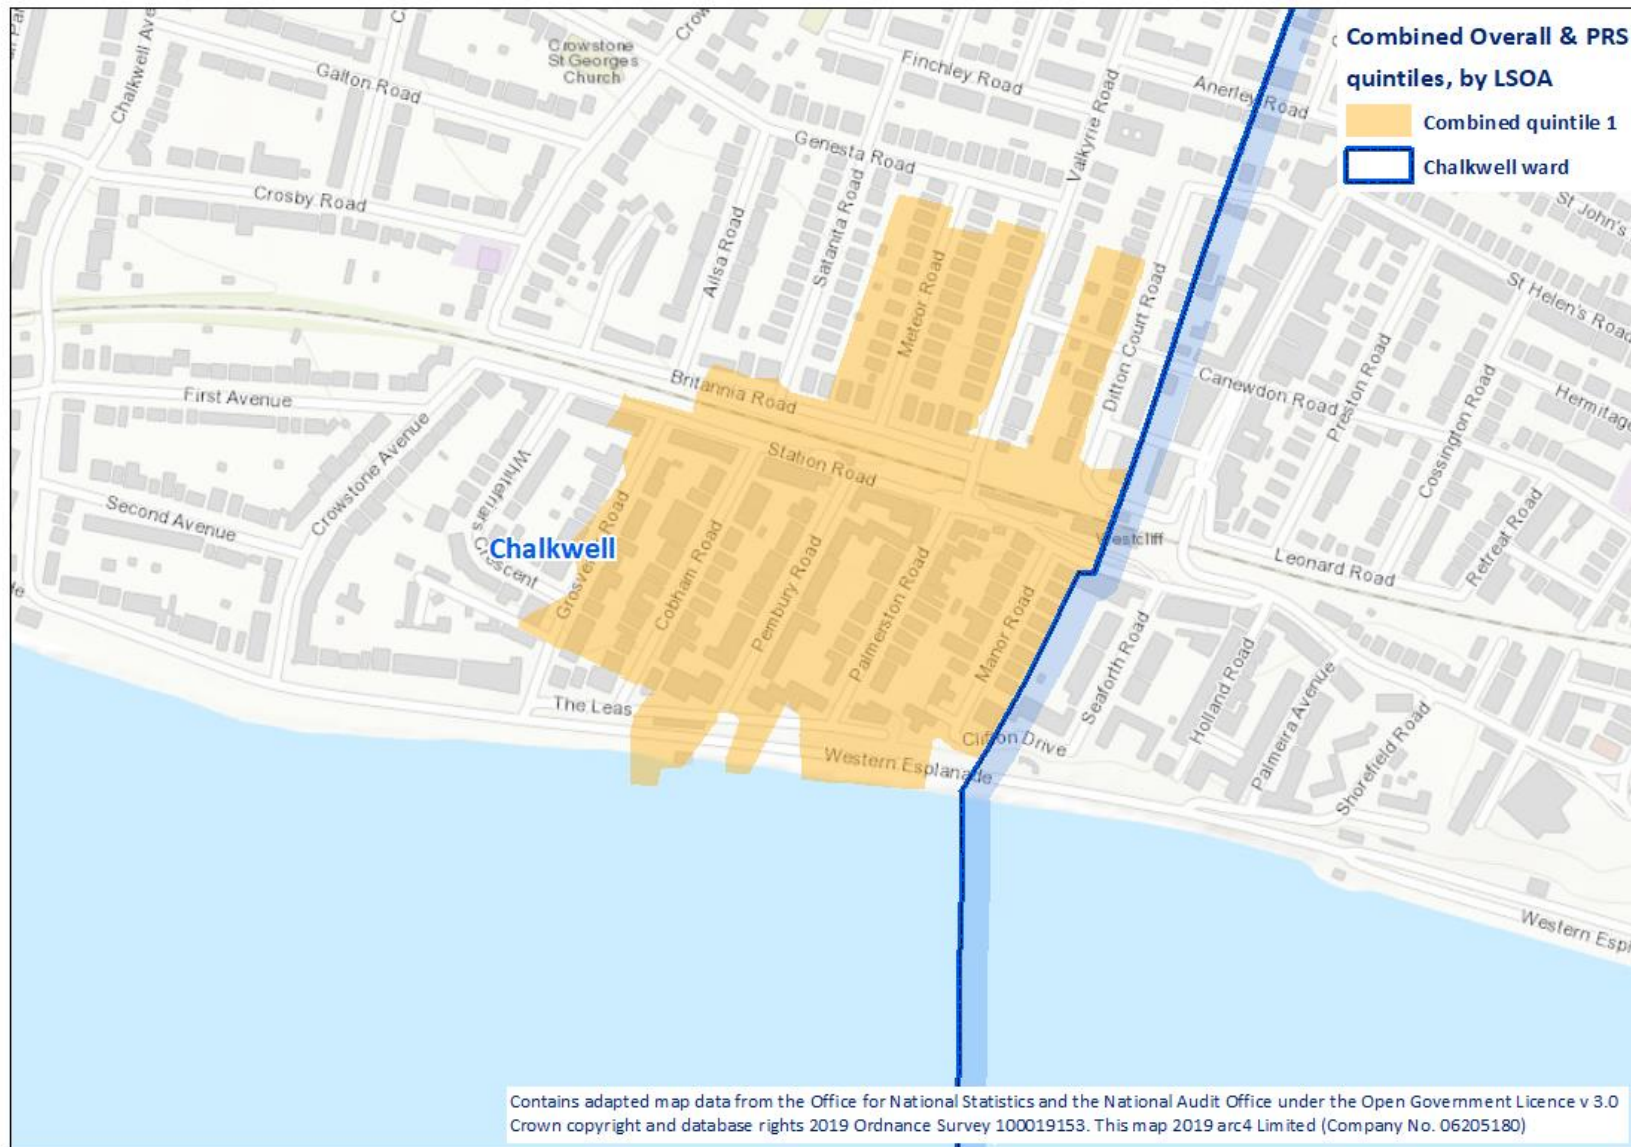 Combined Overall & PRS
quintiles, by LSOA
Combined quintile 1
Chalkwell ward
Chalkwell Ave
Galton Road
Crowstone
St Georges
Church
Crow
Finchley Road
Anerley Road
Valkyrie Road
Genesta Road
Crosby Road
Ailsa Road
Satanita Road
Meteor Road
Ditton Court Road
St John's
St Helen's Road
Hermitage
Preston Road
Canewdon Road
Cossington Road
Retreat Road
Leonard Road
First Avenue
Second Avenue
Crowstone Avenue
Whitefriars
Crescent
Chalkwell
Britannia Road
Station Road
Grosvenor Road
Cobham Road
Pembury Road
Palmerston Road
Manor Road
Westcliff
Seaforth Road
Holland Road
Palmeira Avenue
Shorefield Road
The Leas
Clifton Drive
Western Esplanade
Western Espl
Contains adapted map data from the Office for National Statistics and the National Audit Office under the Open Government Licence v 3.0
Crown copyright and database rights 2019 Ordnance Survey 100019153. This map 2019 arc4 Limited (Company No. 06205180)